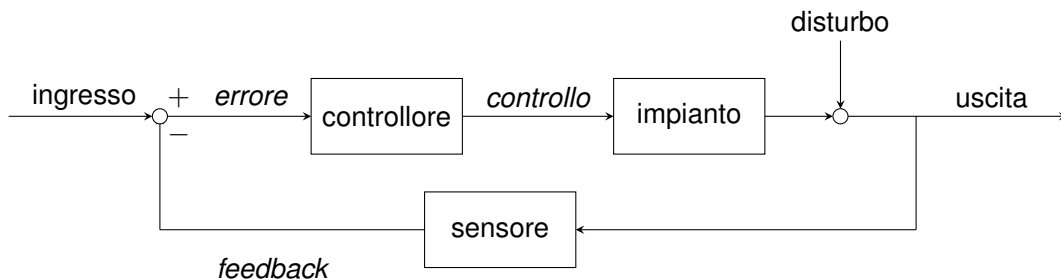 disturbo
ingresso
+
errore
controllore
controllo
impianto
uscita
−
sensore
feedback